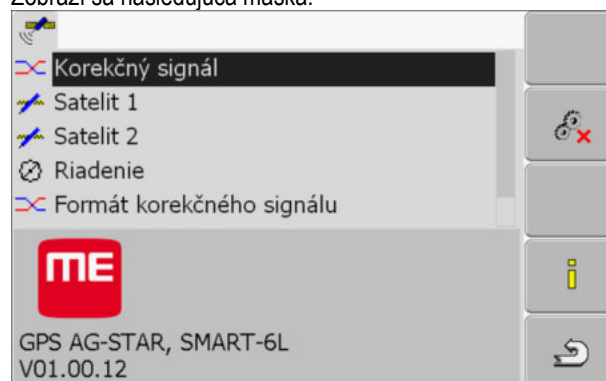 Zobrazí sa nasledujúca maska:
Korekčný signál
Satelit 1
Satelit 2
Riadenie
Formát korekčného signálu
ME
GPS AG-STAR, SMART-6L
V01.00.12